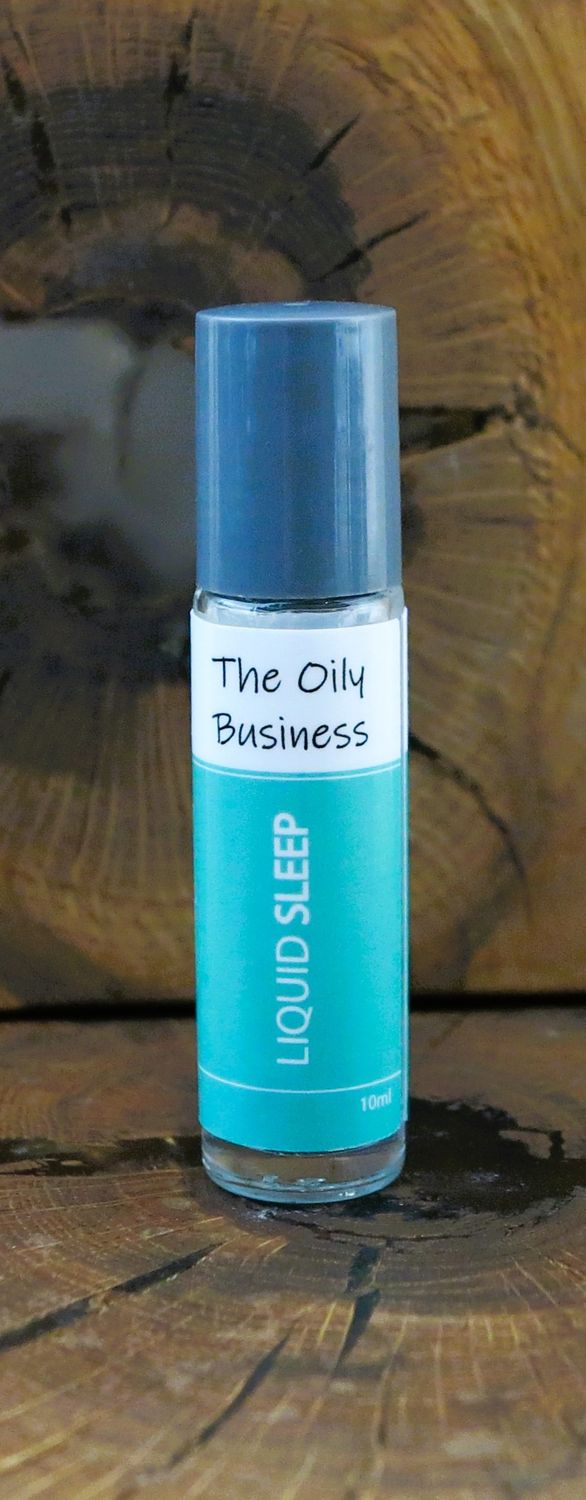 The Oily
Business
LIQUID SLEEP
10ml